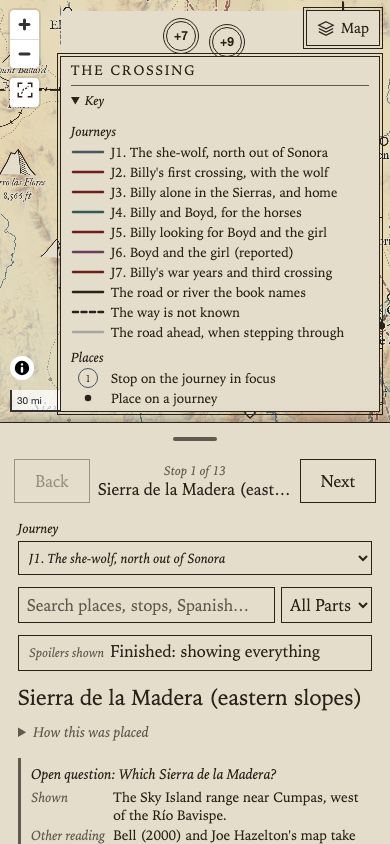 +
+7
+9
Map
−
THE CROSSING
▼ Key
Journeys
J1. The she-wolf, north out of Sonora
J2. Billy's first crossing, with the wolf
J3. Billy alone in the Sierras, and home
J4. Billy and Boyd, for the horses
J5. Billy looking for Boyd and the girl
J6. Boyd and the girl (reported)
J7. Billy's war years and third crossing
The road or river the book names
The way is not known
The road ahead, when stepping through
Places
1 Stop on the journey in focus
Place on a journey
8,565 ft
30 mi
Stop 1 of 13
Back
Sierra de la Madera (east…
Next
Journey
J1. The she-wolf, north out of Sonora
Search places, stops, Spanish…
All Parts
Spoilers shown Finished: showing everything
Sierra de la Madera (eastern slopes)
▶ How this was placed
Open question: Which Sierra de la Madera?
Shown The Sky Island range near Cumpas, west
of the Río Bavispe.
Other reading Bell (2000) and Joe Hazelton's map take